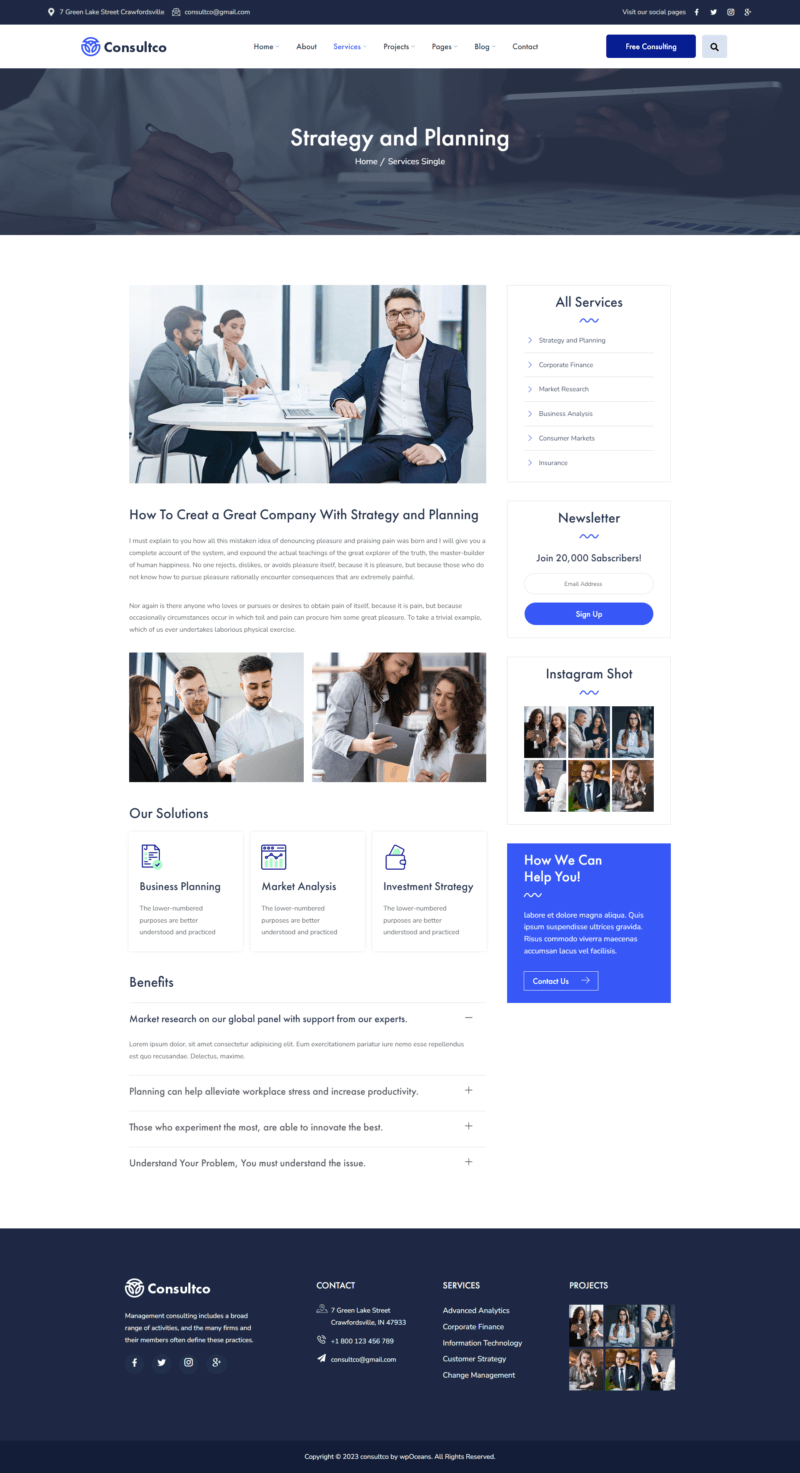 7 Green Lake Street Crawfordsville
consultco@gmail.com
Visit our social pages
Consultco
Home
About
Services
Projects
Pages
Blog
Contact
Free Consulting
Strategy and Planning
Home / Services Single
All Services
Strategy and Planning
Corporate Finance
Market Research
Business Analysis
Consumer Markets
Insurance
How To Creat a Great Company With Strategy and Planning
I must explain to you how all this mistaken idea of denouncing pleasure and praising pain was born and I will give you a
complete account of the system, and expound the actual teachings of the great explorer of the truth, the master-builder
of human happiness. No one rejects, dislikes, or avoids pleasure itself, because it is pleasure, but because those who do
not know how to pursue pleasure rationally encounter consequences that are extremely painful.
Nor again is there anyone who loves or pursues or desires to obtain pain of itself, because it is pain, but because
occasionally circumstances occur in which toil and pain can procure him some great pleasure. To take a trivial example,
which of us ever undertakes laborious physical exercise.
Newsletter
Join 20,000 Sabscribers!
Email Address
Sign Up
Instagram Shot
Our Solutions
Business Planning
The lower-numbered
purposes are better
understood and practiced
Market Analysis
The lower-numbered
purposes are better
understood and practiced
Investment Strategy
The lower-numbered
purposes are better
understood and practiced
How We Can
Help You!
labore et dolore magna aliqua. Quis
ipsum suspendisse ultrices gravida.
Risus commodo viverra maecenas
accumsan lacus vel facilisis.
Contact Us
Benefits
Market research on our global panel with support from our experts.
Lorem ipsum dolor, sit amet consectetur adipisicing elit. Eum exercitationem pariatur iure nemo esse repellendus
est quo recusandae. Delectus, maxime.
Planning can help alleviate workplace stress and increase productivity.
Those who experiment the most, are able to innovate the best.
Understand Your Problem, You must understand the issue.
Consultco
Management consulting includes a broad
range of activities, and the many firms and
their members often define these practices.
CONTACT
7 Green Lake Street
Crawfordsville, IN 47933
+1 800 123 456 789
consultco@gmail.com
SERVICES
Advanced Analytics
Corporate Finance
Information Technology
Customer Strategy
Change Management
PROJECTS
Copyright © 2023 consultco by wpOceans. All Rights Reserved.